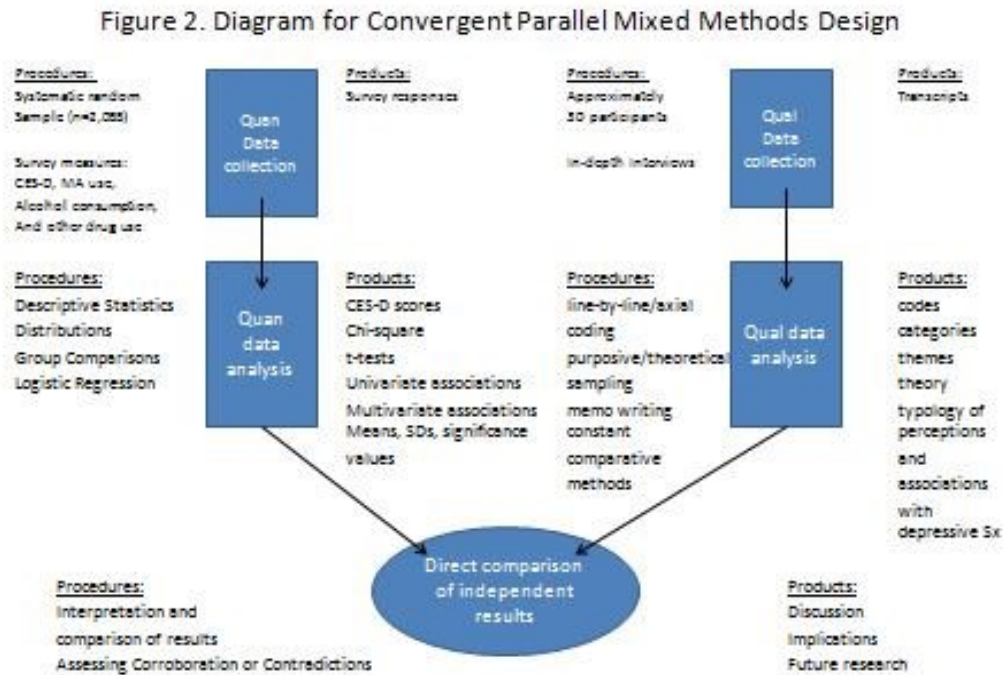 Figure 2. Diagram for Convergent Parallel Mixed Methods Design
Procedures:
Systematic random
Sample
Survey measures:
CES-D, MA use,
Alcohol consumption,
And other drug use
Quan
Data
collection
Products:
Survey responses
Procedures:
Approximately
30 participants
In-depth Interviews
Qual
Data
collection
Products:
Transcripts
Procedures:
Descriptive Statistics
Distributions
Group Comparisons
Logistic Regression
Quan
data
analysis
Products:
CES-D scores
Chi-square
t-tests
Univariate associations
Multivariate associations
Means, SDs, significance
values
Procedures:
line-by-line/axial
coding
purposive/theoretical
sampling
memo writing
constant
comparative
methods
Qual data
analysis
Products:
codes
categories
themes
theory
typology of
perceptions
and
associations
with
depressive Sx
Procedures:
Interpretation and
comparison of results
Assessing Corroboration or Contradictions
Direct comparison
of independent
results
Products:
Discussion
Implications
Future research